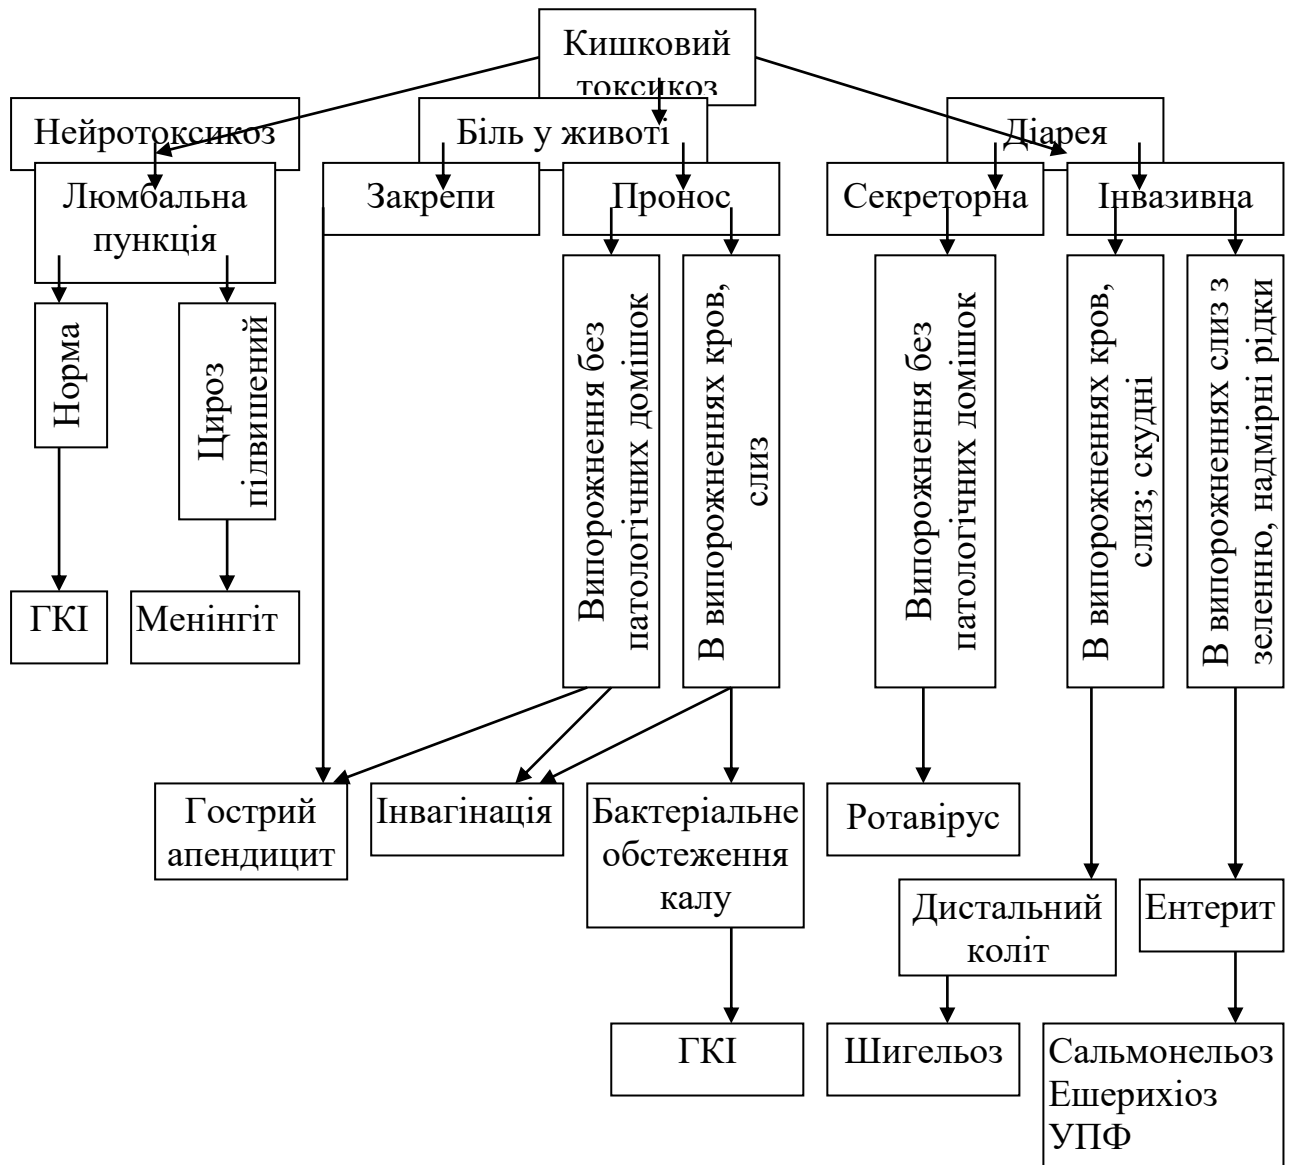 Кишковий
токсикоз
Нейротоксикоз
Біль у животі
Діарея
Люмбальна
пункція
Закрепи
Пронос
Секреторна
Інвазивна
Норма
Цироз
підвишений
Випорожнення без
патологічних домішок
В випорожненнях кров,
слиз
Випорожнення без
патологічних домішок
В випорожненнях кров,
слиз; скудні
В випорожненнях слиз з
зеленню, надмірні рідки
ГКІ
Менінгіт
Гострий
апендицит
Інвагінація
Бактеріальне
обстеження
калу
Ротавірус
Дистальний
коліт
Ентерит
ГКІ
Шигельоз
Сальмонельоз
Ешерихіоз
УПФ